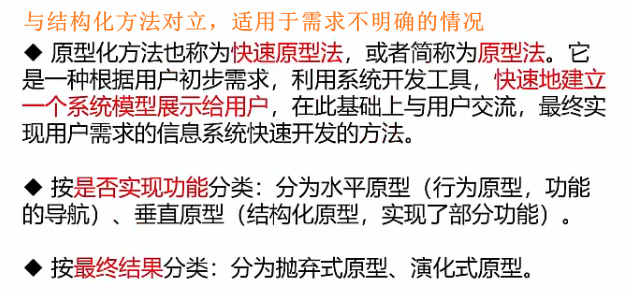 与结构化方法对立，适用于需求不明确的情况
◆ 原型化方法也称为快速原型法，或者简称为原型法。它
是一种根据用户初步需求，利用系统开发工具，快速地建立
一个系统模型展示给用户，在此基础上与用户交流，最终实
现用户需求的信息系统快速开发的方法。
◆ 按是否实现功能分类：分为水平原型（行为原型，功能
的导航）、垂直原型（结构化原型，实现了部分功能）。
◆ 按最终结果分类：分为抛弃式原型、演化式原型。